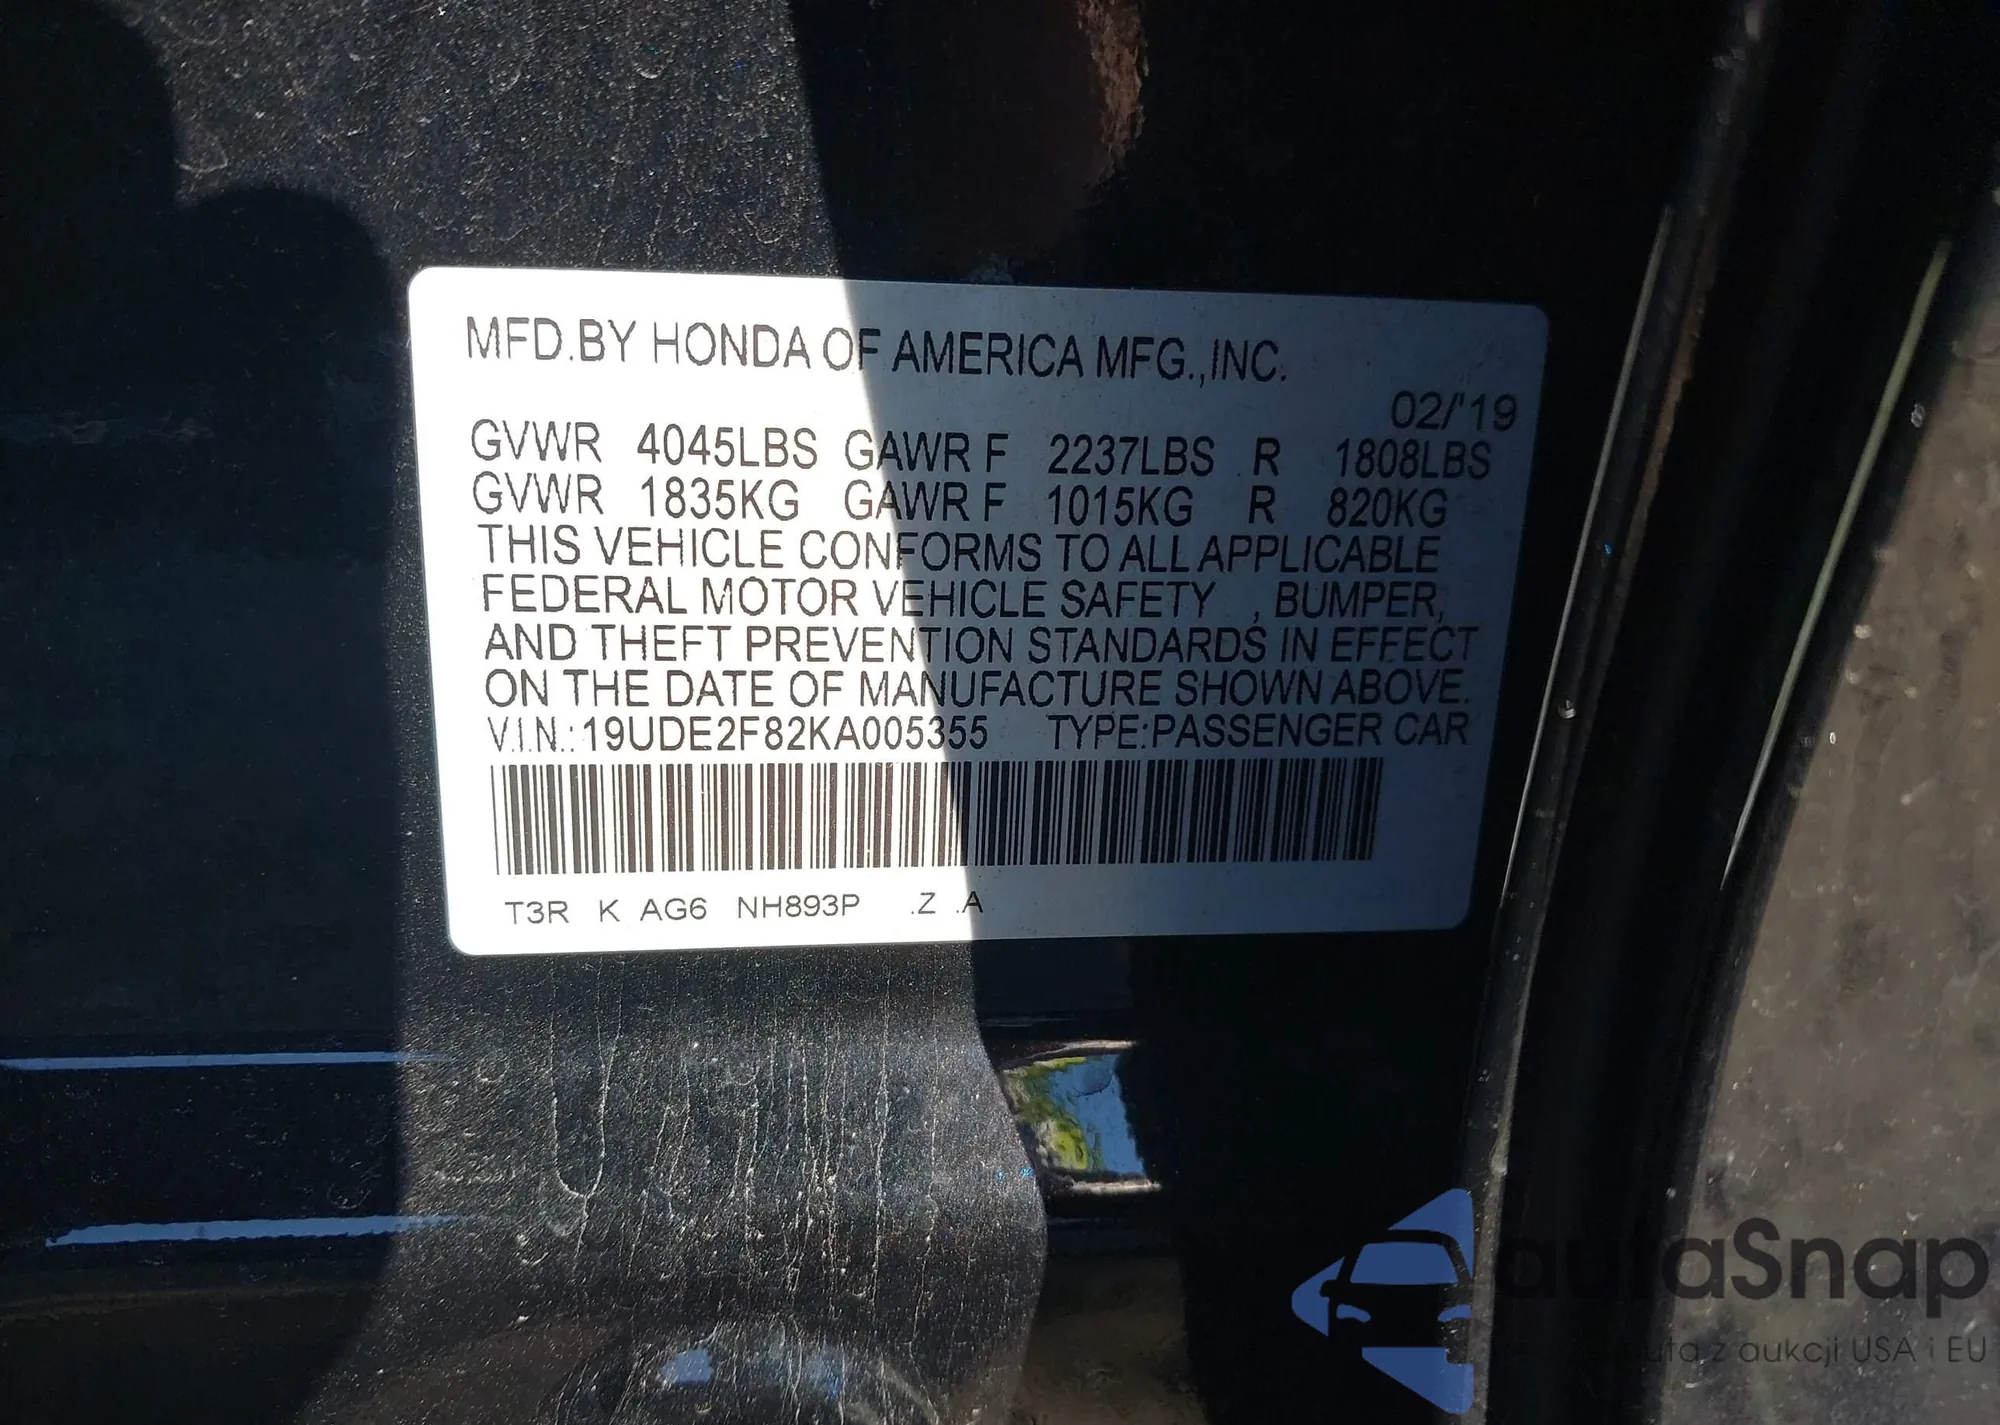 MFD.BY HONDA OF AMERICA MFG.,INC.
02/'19
GVWR 4045LBS GAWR F 2237LBS R 1808LBS
GVWR 1835KG GAWR F 1015KG R 820KG
THIS VEHICLE CONFORMS TO ALL APPLICABLE
FEDERAL MOTOR VEHICLE SAFETY , BUMPER,
AND THEFT PREVENTION STANDARDS IN EFFECT
ON THE DATE OF MANUFACTURE SHOWN ABOVE.
V.I.N.:19UDE2F82KA005355 TYPE:PASSENGER CAR
T3R K AG6 NH893P .Z .A
autaSnap
auta z aukcji USA i EU